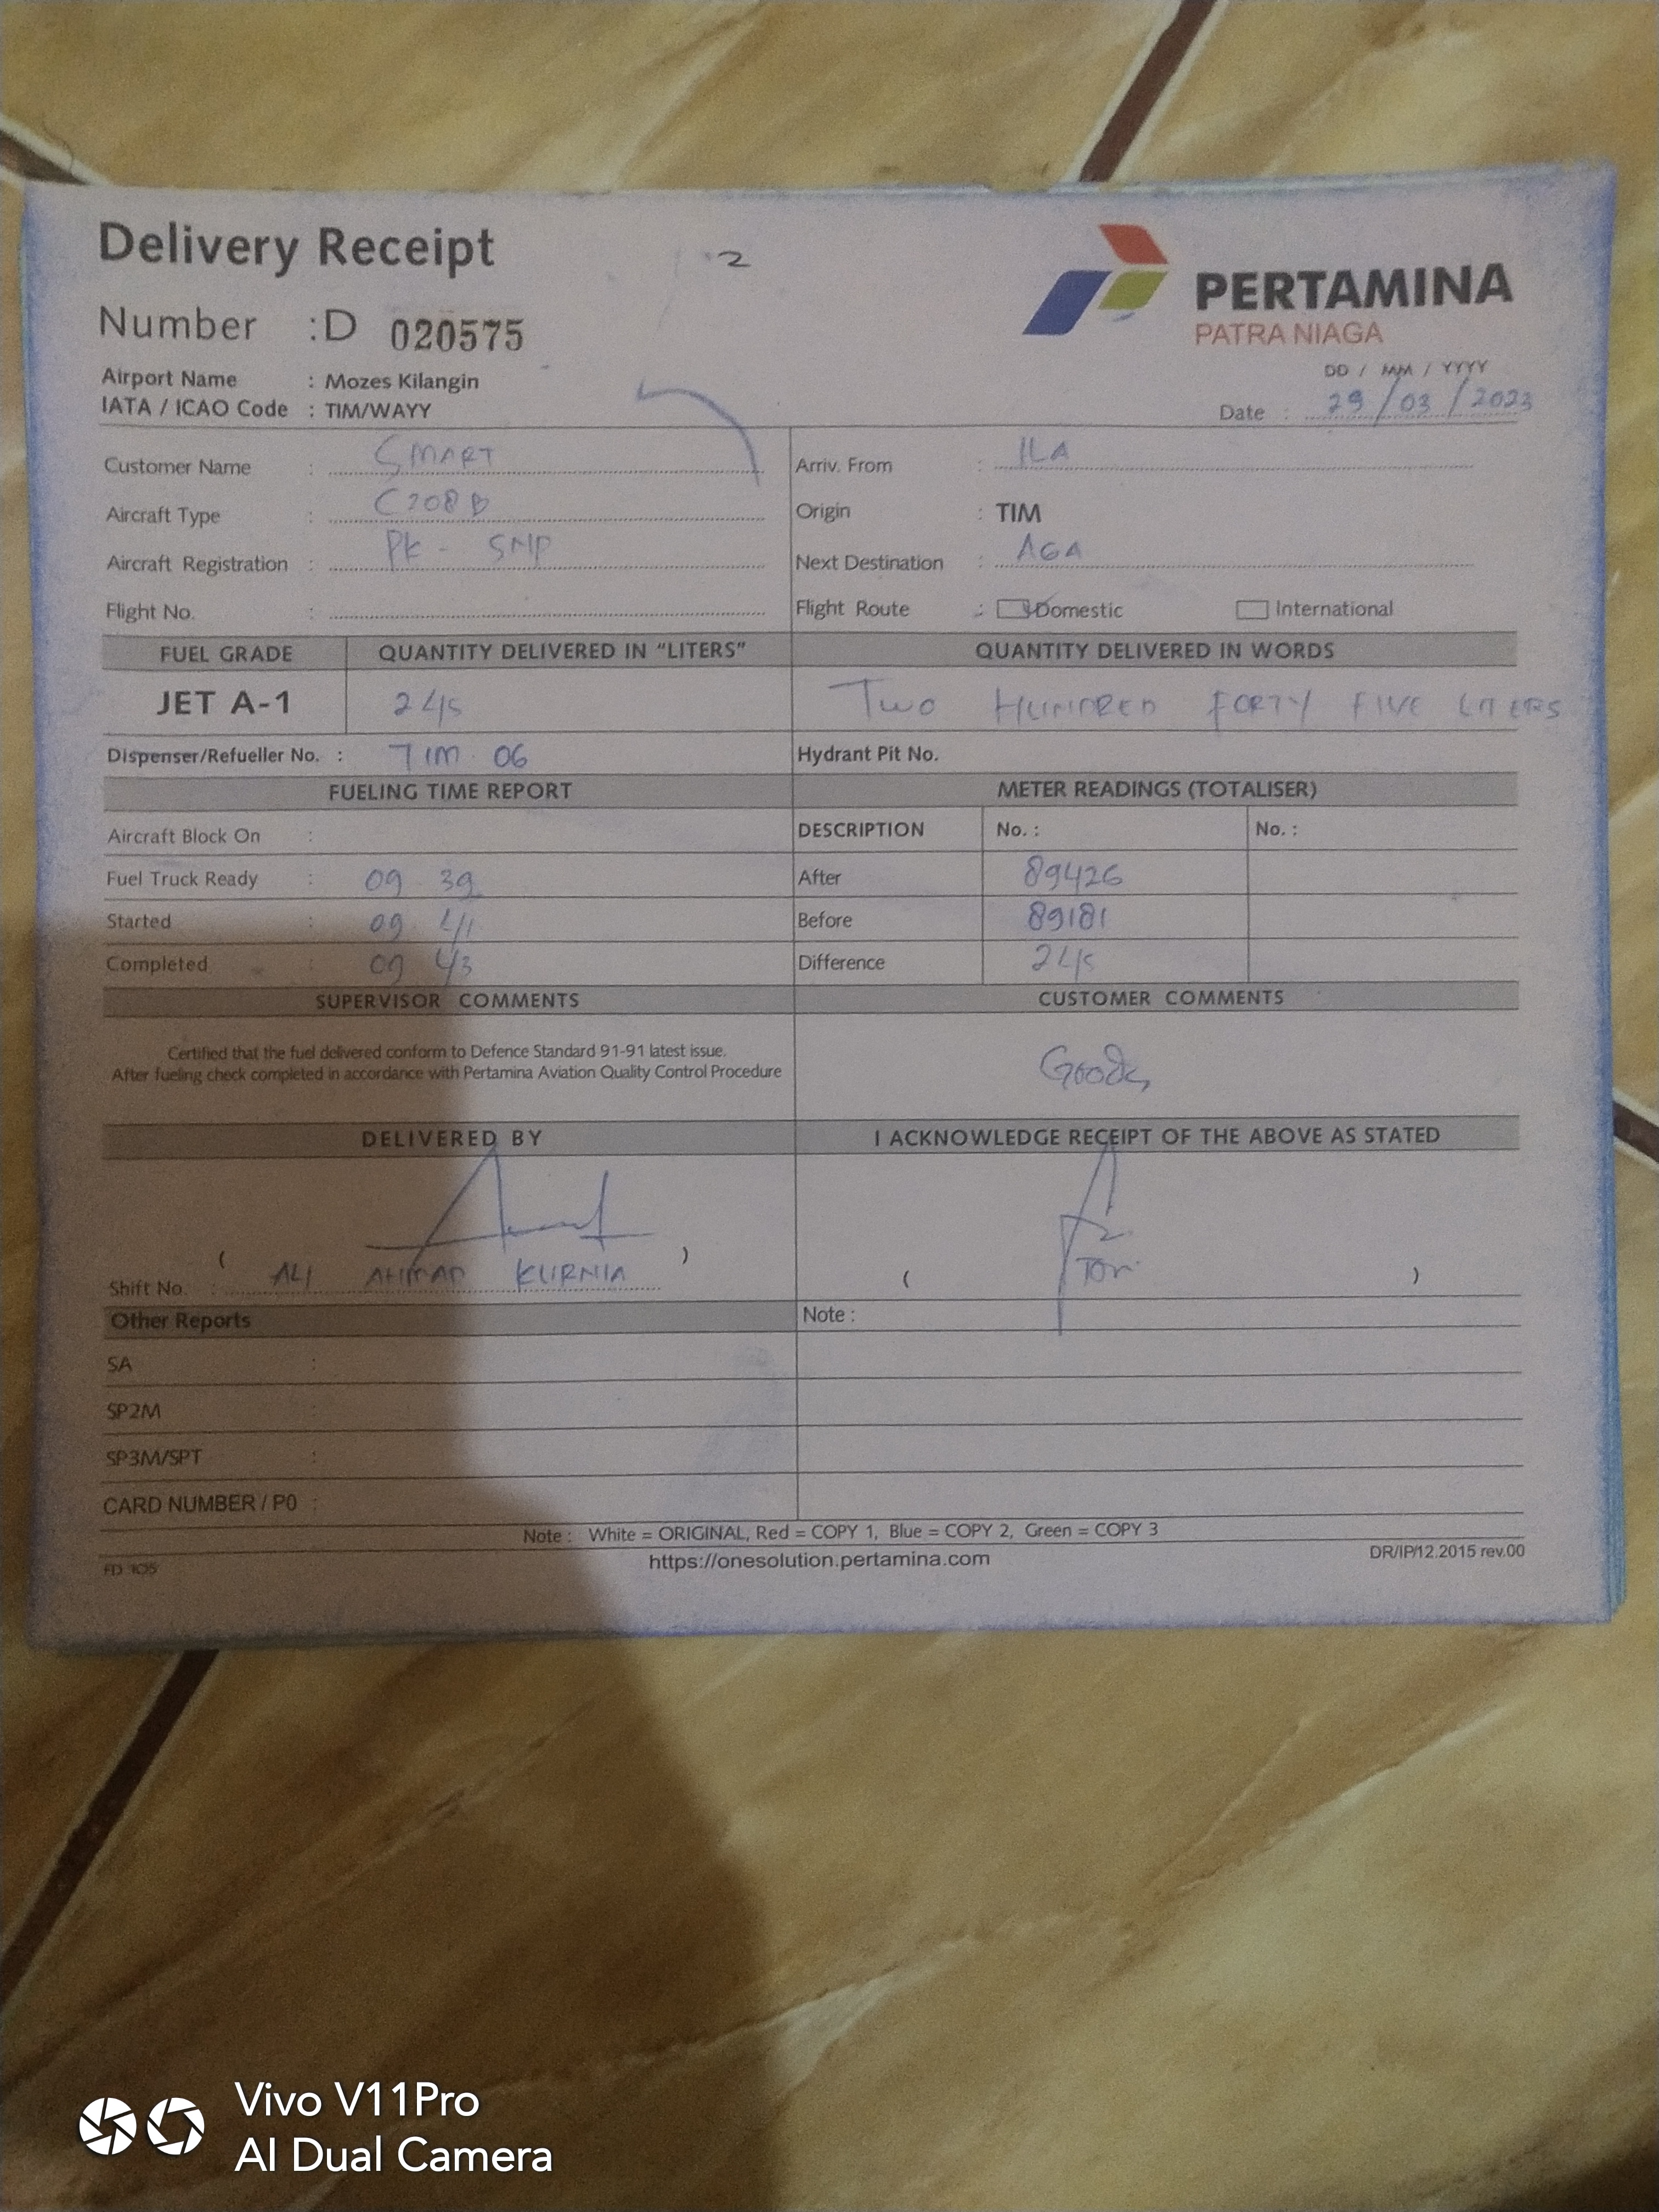 Delivery Receipt
2
PERTAMINA
PATRA NIAGA
Number : D 020575
Airport Name : Mozes Kilangin
IATA / ICAO Code : TIM/WAYY
DD / MM / YYYY
Date : 29/03/2023
Customer Name : SMART
Arriv. From : ILA
Aircraft Type : C208B
Origin : TIM
Aircraft Registration : PK - SNP
Next Destination : AGA
Flight No. :
Flight Route : Domestic International
FUEL GRADE QUANTITY DELIVERED IN "LITERS" QUANTITY DELIVERED IN WORDS
JET A-1 245 TWO HUNDRED FORTY FIVE LITERS
Dispenser/Refueller No. : TIM 06 Hydrant Pit No.
FUELING TIME REPORT METER READINGS (TOTALISER)
Aircraft Block On : DESCRIPTION No. : No. :
Fuel Truck Ready : 09 39 After 89426
Started : 09 41 Before 89181
Completed : 09 43 Difference 245
SUPERVISOR COMMENTS CUSTOMER COMMENTS
Certified that the fuel delivered conform to Defence Standard 91-91 latest issue.
After fueling check completed in accordance with Pertamina Aviation Quality Control Procedure
Good
DELIVERED BY I ACKNOWLEDGE RECEIPT OF THE ABOVE AS STATED
( )
Shift No. : ALI AHMAD KURNIA
( )
Other Reports Note :
SA :
SP2M :
SP3M/SPT :
CARD NUMBER / P0 :
Note : White = ORIGINAL, Red = COPY 1, Blue = COPY 2, Green = COPY 3
FD 105 https://onesolution.pertamina.com DR/IP/12.2015 rev.00
Vivo V11Pro
AI Dual Camera